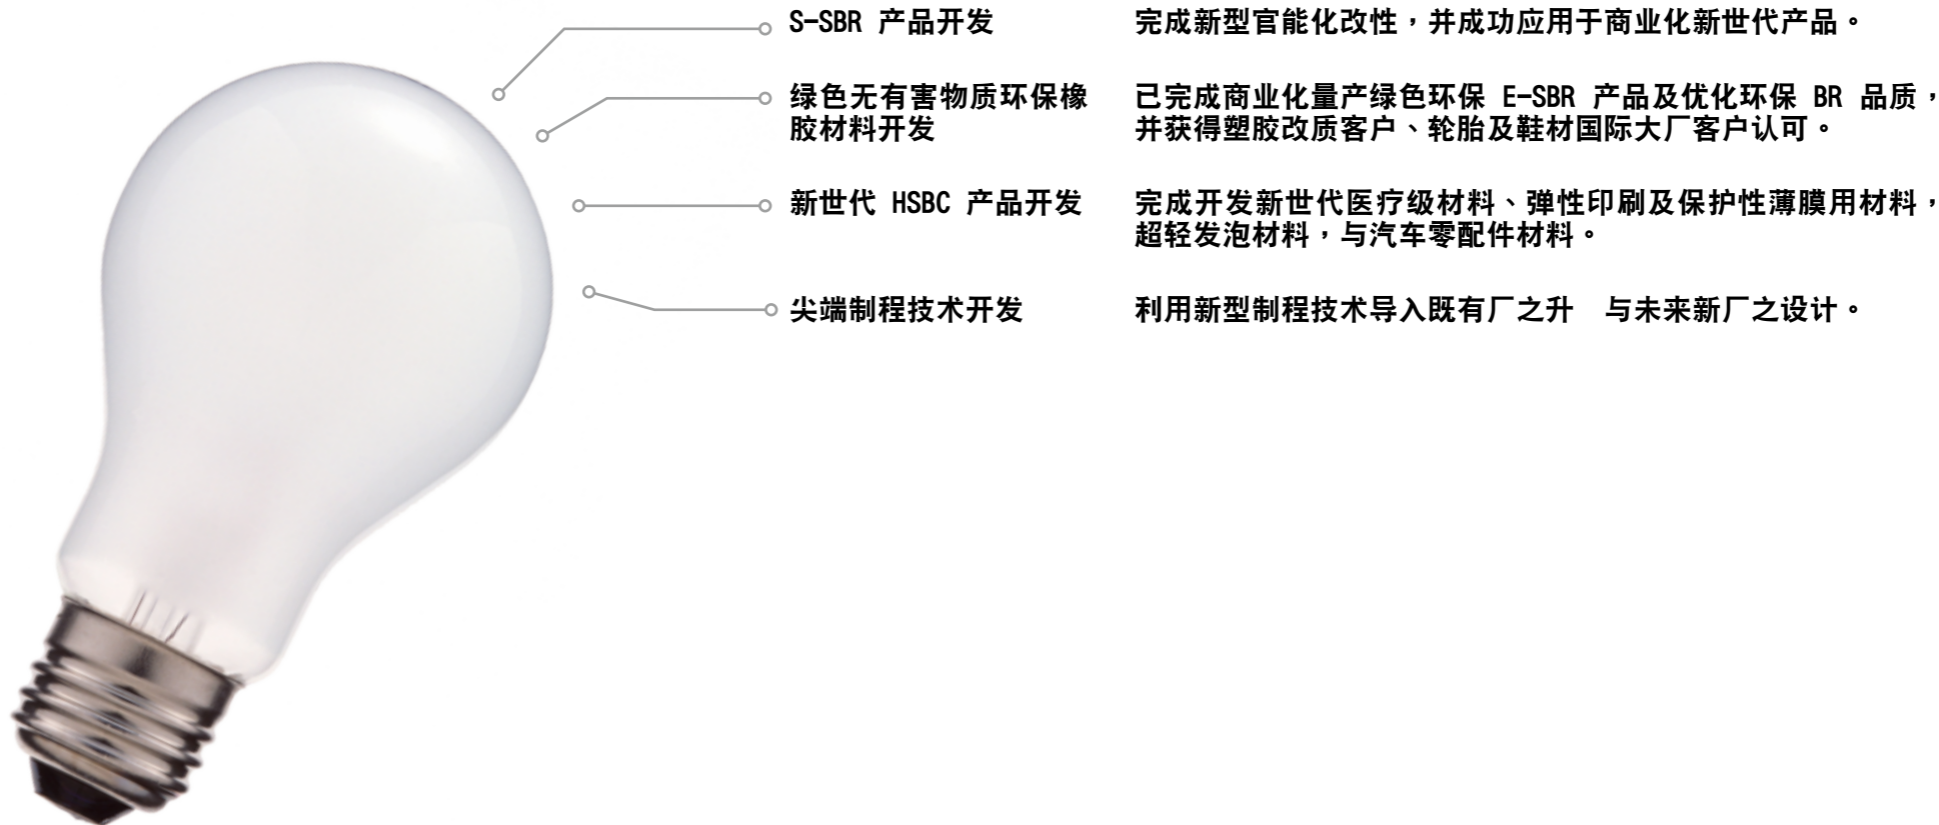 S-SBR 产品开发
完成新型官能化改性，并成功应用于商业化新世代产品。
绿色无有害物质环保橡
胶材料开发
已完成商业化量产绿色环保 E-SBR 产品及优化环保 BR 品质，
并获得塑胶改质客户、轮胎及鞋材国际大厂客户认可。
新世代 HSBC 产品开发
完成开发新世代医疗级材料、弹性印刷及保护性薄膜用材料，
超轻发泡材料，与汽车零配件材料。
尖端制程技术开发
利用新型制程技术导入既有厂之升　与未来新厂之设计。